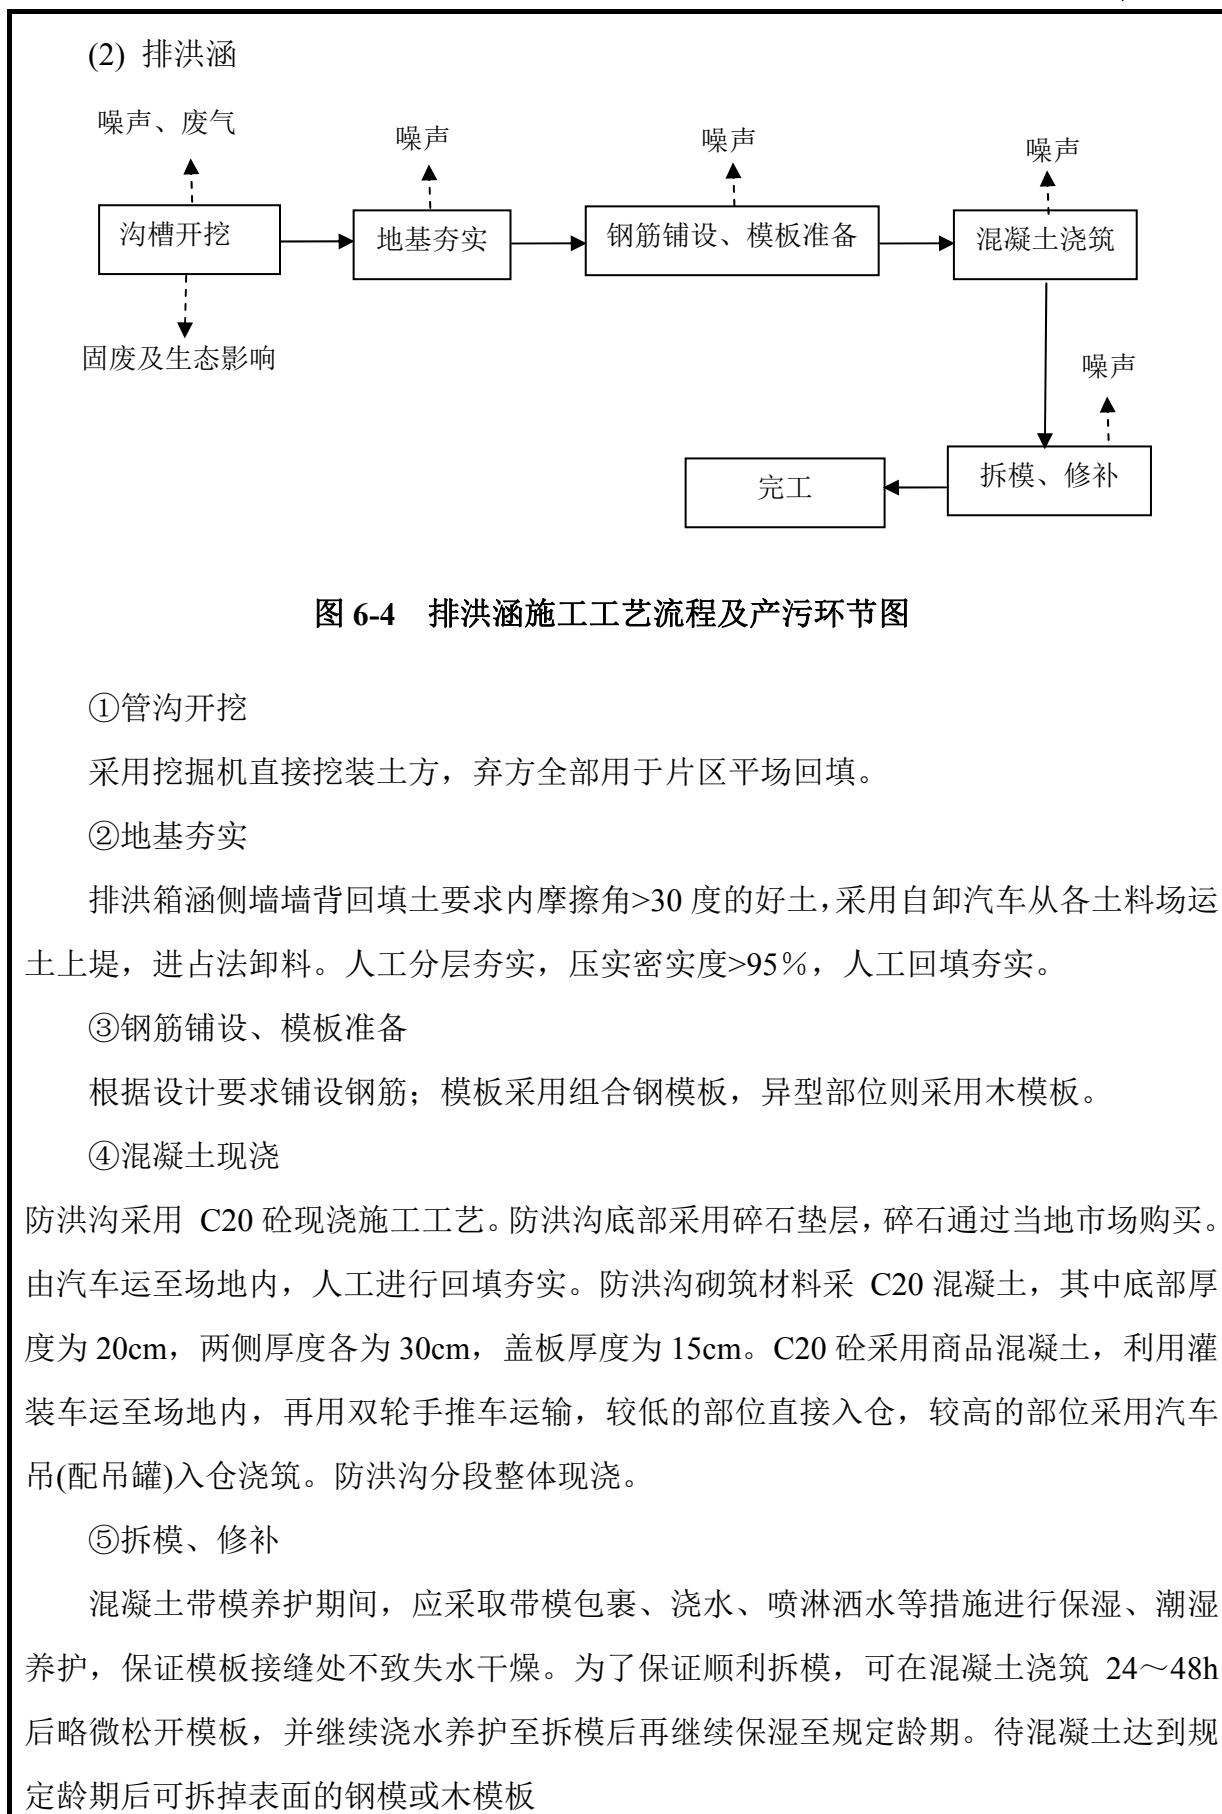 (2) 排洪涵
噪声、废气
噪声
噪声
噪声
沟槽开挖
地基夯实
钢筋铺设、模板准备
混凝土浇筑
固废及生态影响
噪声
拆模、修补
完工
图 6-4 排洪涵施工工艺流程及产污环节图
①管沟开挖
采用挖掘机直接挖装土方，弃方全部用于片区平场回填。
②地基夯实
排洪箱涵侧墙墙背回填土要求内摩擦角>30 度的好土，采用自卸汽车从各土料场运
土上堤，进占法卸料。人工分层夯实，压实密实度>95％，人工回填夯实。
③钢筋铺设、模板准备
根据设计要求铺设钢筋；模板采用组合钢模板，异型部位则采用木模板。
④混凝土现浇
防洪沟采用 C20 砼现浇施工工艺。防洪沟底部采用碎石垫层，碎石通过当地市场购买。
由汽车运至场地内，人工进行回填夯实。防洪沟砌筑材料采 C20 混凝土，其中底部厚
度为 20cm，两侧厚度各为 30cm，盖板厚度为 15cm。C20 砼采用商品混凝土，利用灌
装车运至场地内，再用双轮手推车运输，较低的部位直接入仓，较高的部位采用汽车
吊(配吊罐)入仓浇筑。防洪沟分段整体现浇。
⑤拆模、修补
混凝土带模养护期间，应采取带模包裹、浇水、喷淋洒水等措施进行保湿、潮湿
养护，保证模板接缝处不致失水干燥。为了保证顺利拆模，可在混凝土浇筑 24～48h
后略微松开模板，并继续浇水养护至拆模后再继续保湿至规定龄期。待混凝土达到规
定龄期后可拆掉表面的钢模或木模板